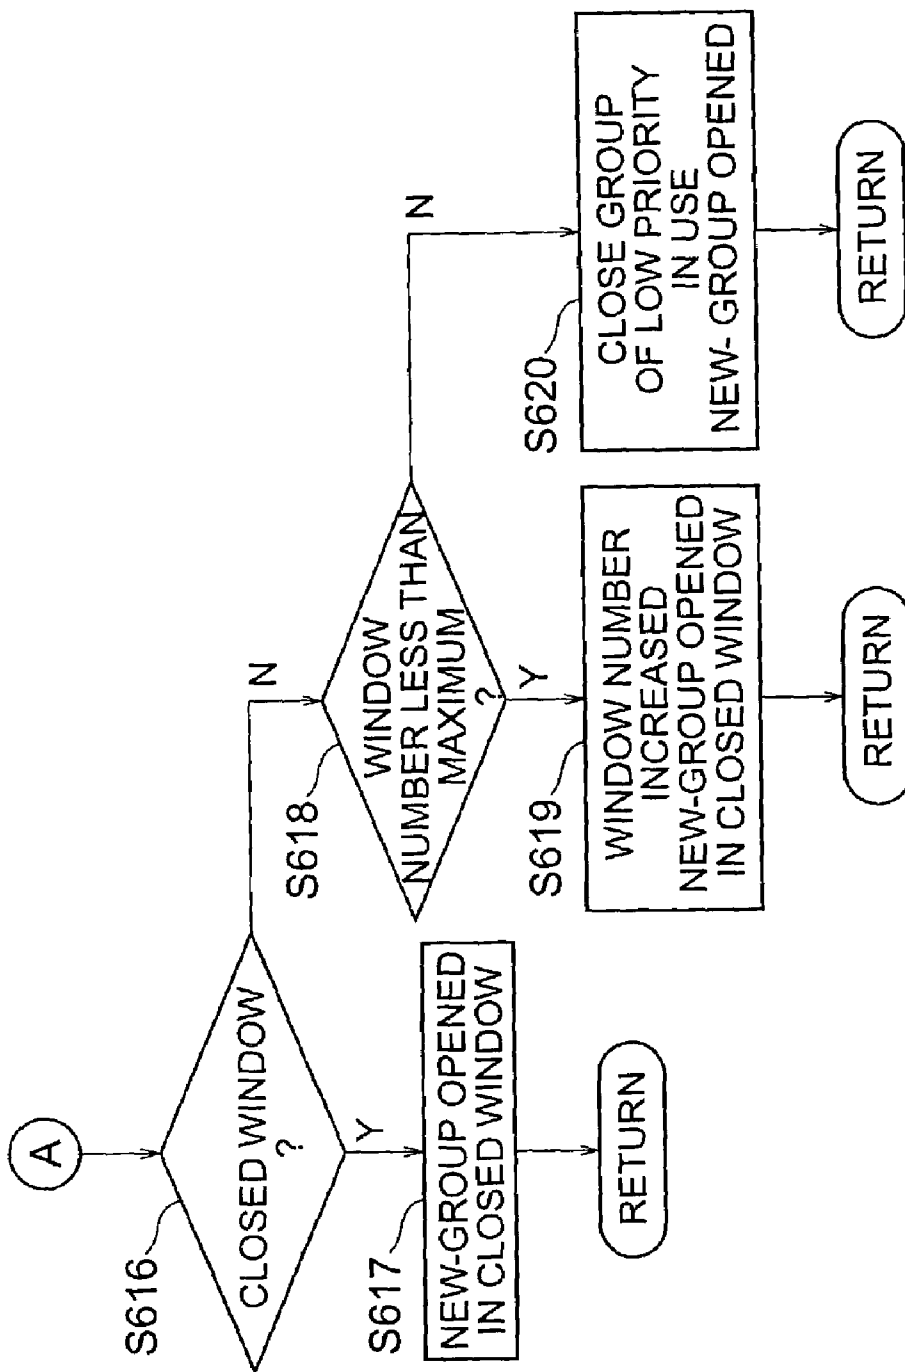 A
S616
CLOSED WINDOW
?
N
Y
S617
NEW-GROUP OPENED
IN CLOSED WINDOW
RETURN
S618
WINDOW
NUMBER LESS THAN
MAXIMUM
?
N
Y
S619
WINDOW NUMBER
INCREASED
NEW-GROUP OPENED
IN CLOSED WINDOW
RETURN
S620
CLOSE GROUP
OF LOW PRIORITY
IN USE
NEW- GROUP OPENED
RETURN